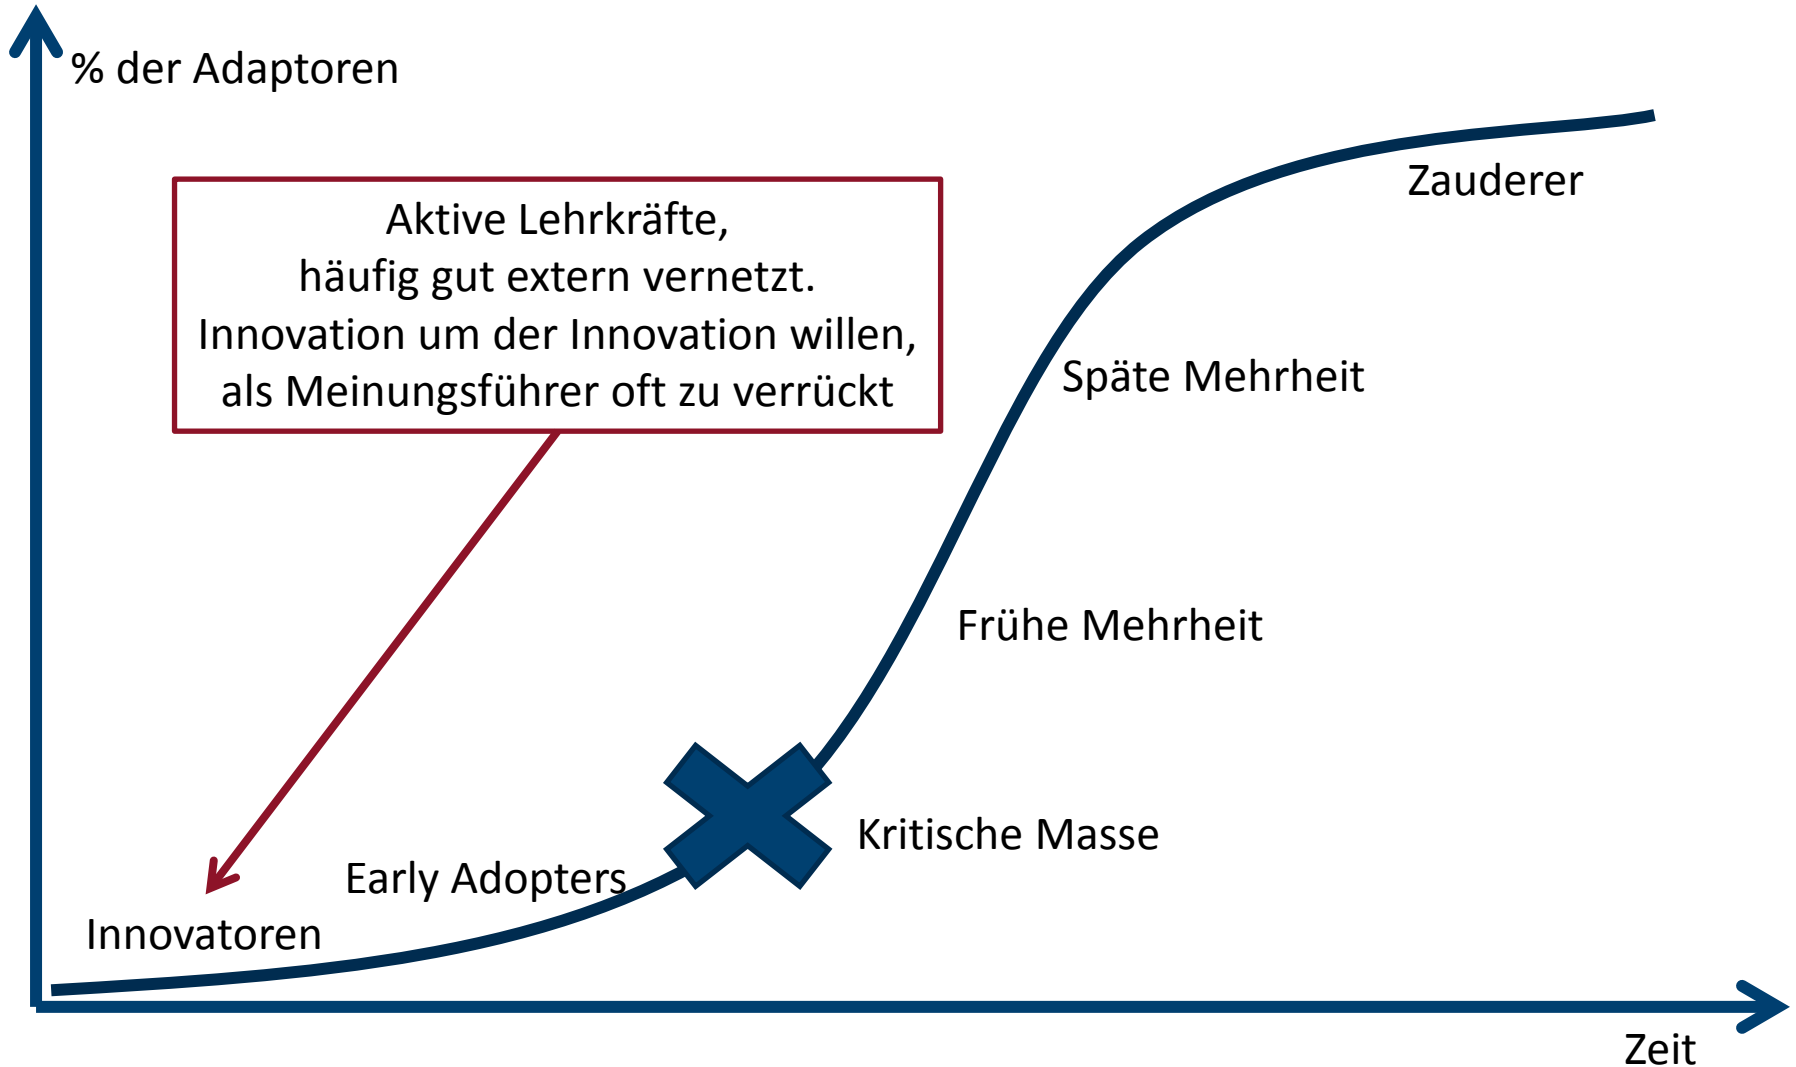 % der Adaptoren
Aktive Lehrkräfte,
häufig gut extern vernetzt.
Innovation um der Innovation willen,
als Meinungsführer oft zu verrückt
Zauderer
Späte Mehrheit
Frühe Mehrheit
Kritische Masse
Early Adopters
Innovatoren
Zeit